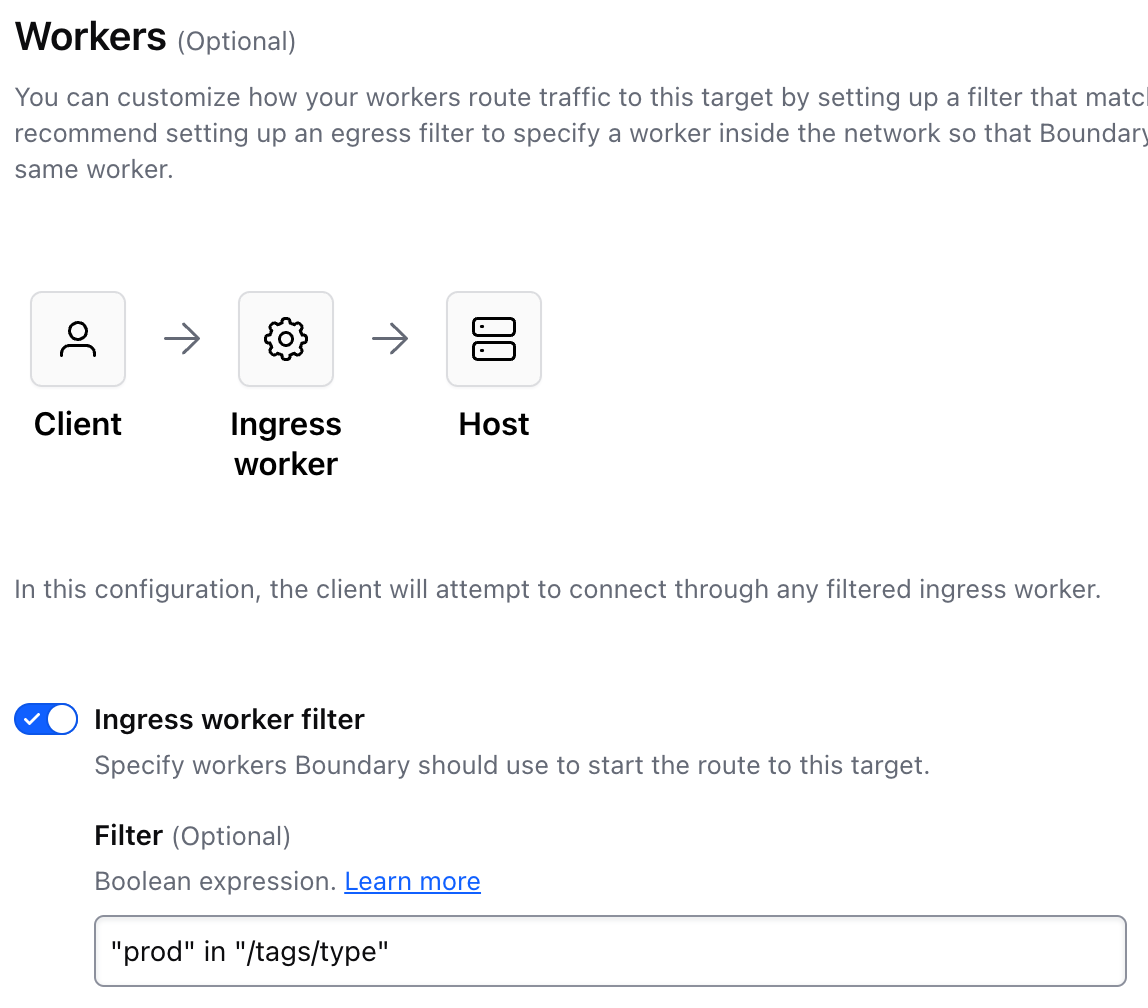 Workers (Optional)
You can customize how your workers route traffic to this target by setting up a filter that
recommend setting up an egress filter to specify a worker inside the network so that Boundary
same worker.
Client
Ingress
worker
Host
In this configuration, the client will attempt to connect through any filtered ingress worker.
Ingress worker filter
Specify workers Boundary should use to start the route to this target.
Filter (Optional)
Boolean expression. Learn more
"prod" in "/tags/type"